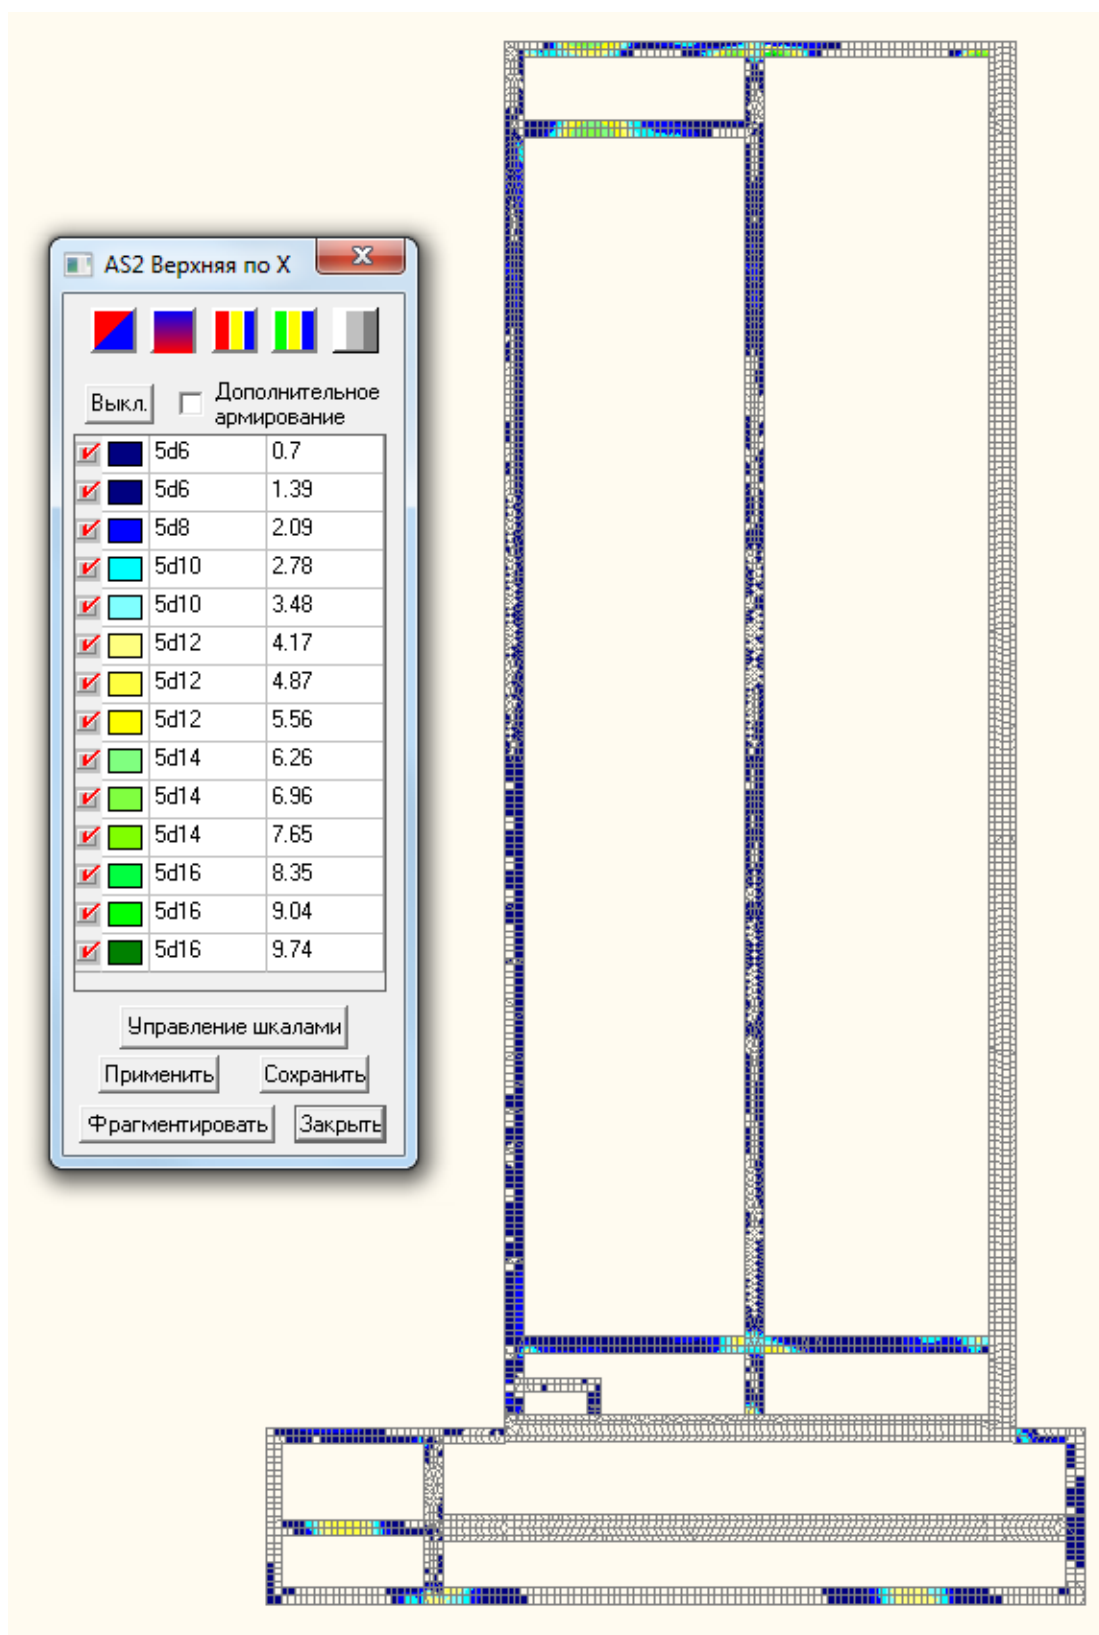 AS2 Верхняя по X
Выкл.
Дополнительное
армирование
5d6 0.7
5d6 1.39
5d8 2.09
5d10 2.78
5d10 3.48
5d12 4.17
5d12 4.87
5d12 5.56
5d14 6.26
5d14 6.96
5d14 7.65
5d16 8.35
5d16 9.04
5d16 9.74
Управление шкалами
Применить Сохранить
Фрагментировать Закрыть